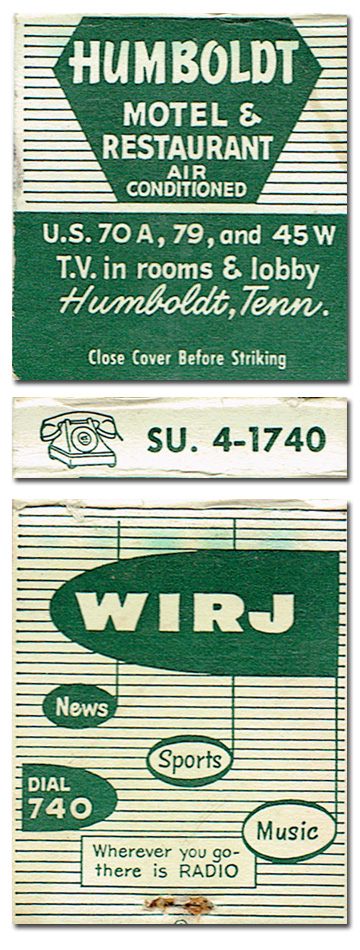 HUMBOLDT
MOTEL &
RESTAURANT
AIR
CONDITIONED
U.S. 70 A, 79, and 45 W
T.V. in rooms & lobby
Humboldt, Tenn.
Close Cover Before Striking
SU. 4-1740
WIRJ
News
Sports
DIAL
740
Music
Wherever you go-
there is RADIO